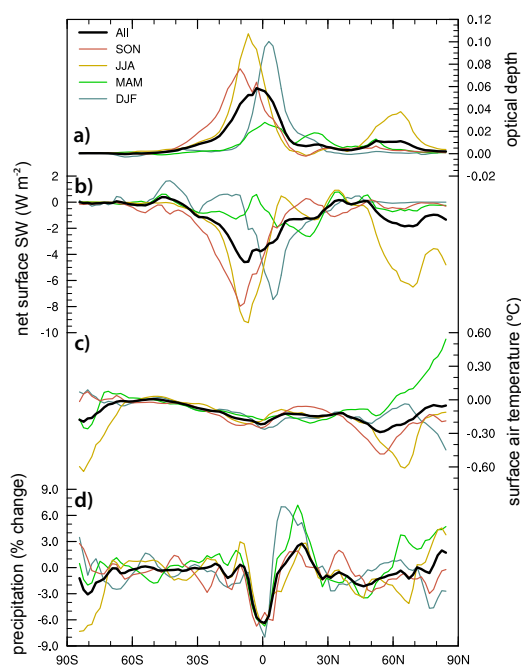 All
SON
JJA
MAM
DJF
0.12
0.10
0.08
0.06
0.04
0.02
0.00
-0.02
optical depth
a)
2
0
-2
-4
-6
-8
-10
net surface SW (W m-2)
b)
0.60
0.30
0.00
-0.30
-0.60
surface air temperature (ºC)
c)
9.0
6.0
3.0
0.0
-3.0
-6.0
-9.0
precipitation (% change)
d)
90S 60S 30S 0 30N 60N 90N